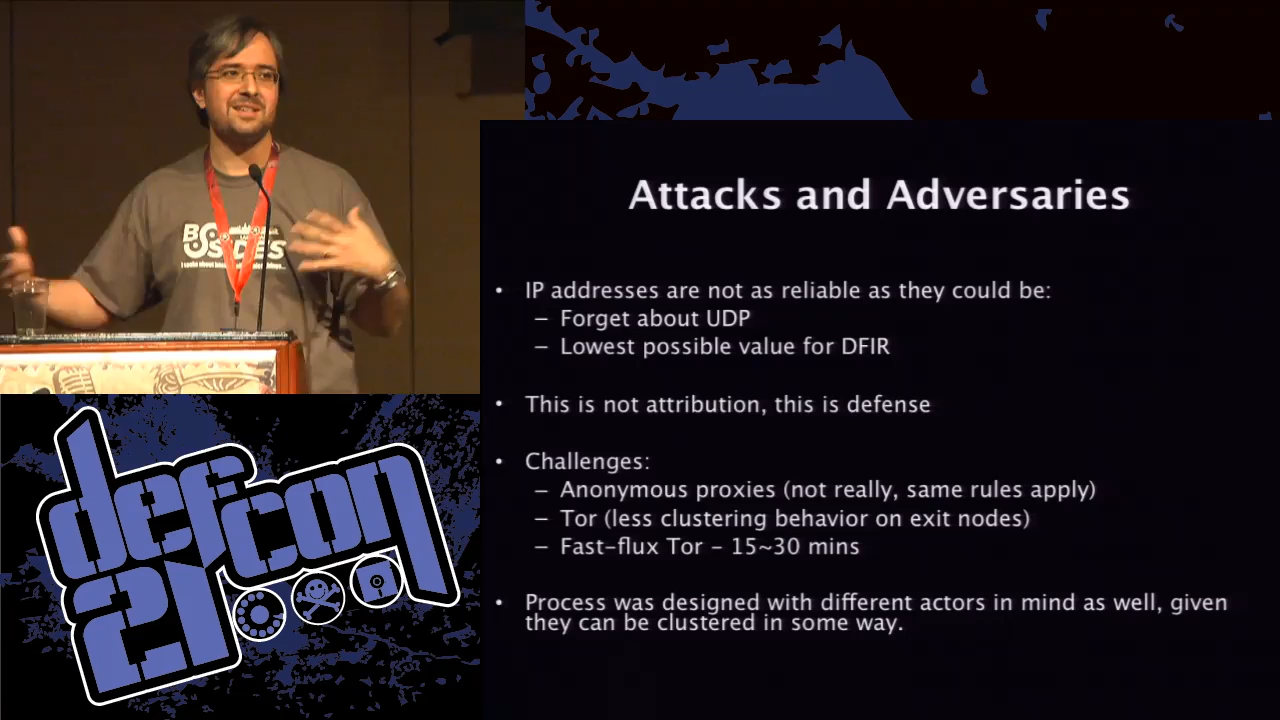 BSIDES
Attacks and Adversaries
• IP addresses are not as reliable as they could be:
– Forget about UDP
– Lowest possible value for DFIR
• This is not attribution, this is defense
• Challenges:
– Anonymous proxies (not really, same rules apply)
– Tor (less clustering behavior on exit nodes)
– Fast-flux Tor – 15~30 mins
• Process was designed with different actors in mind as well, given
they can be clustered in some way.
defcon
21